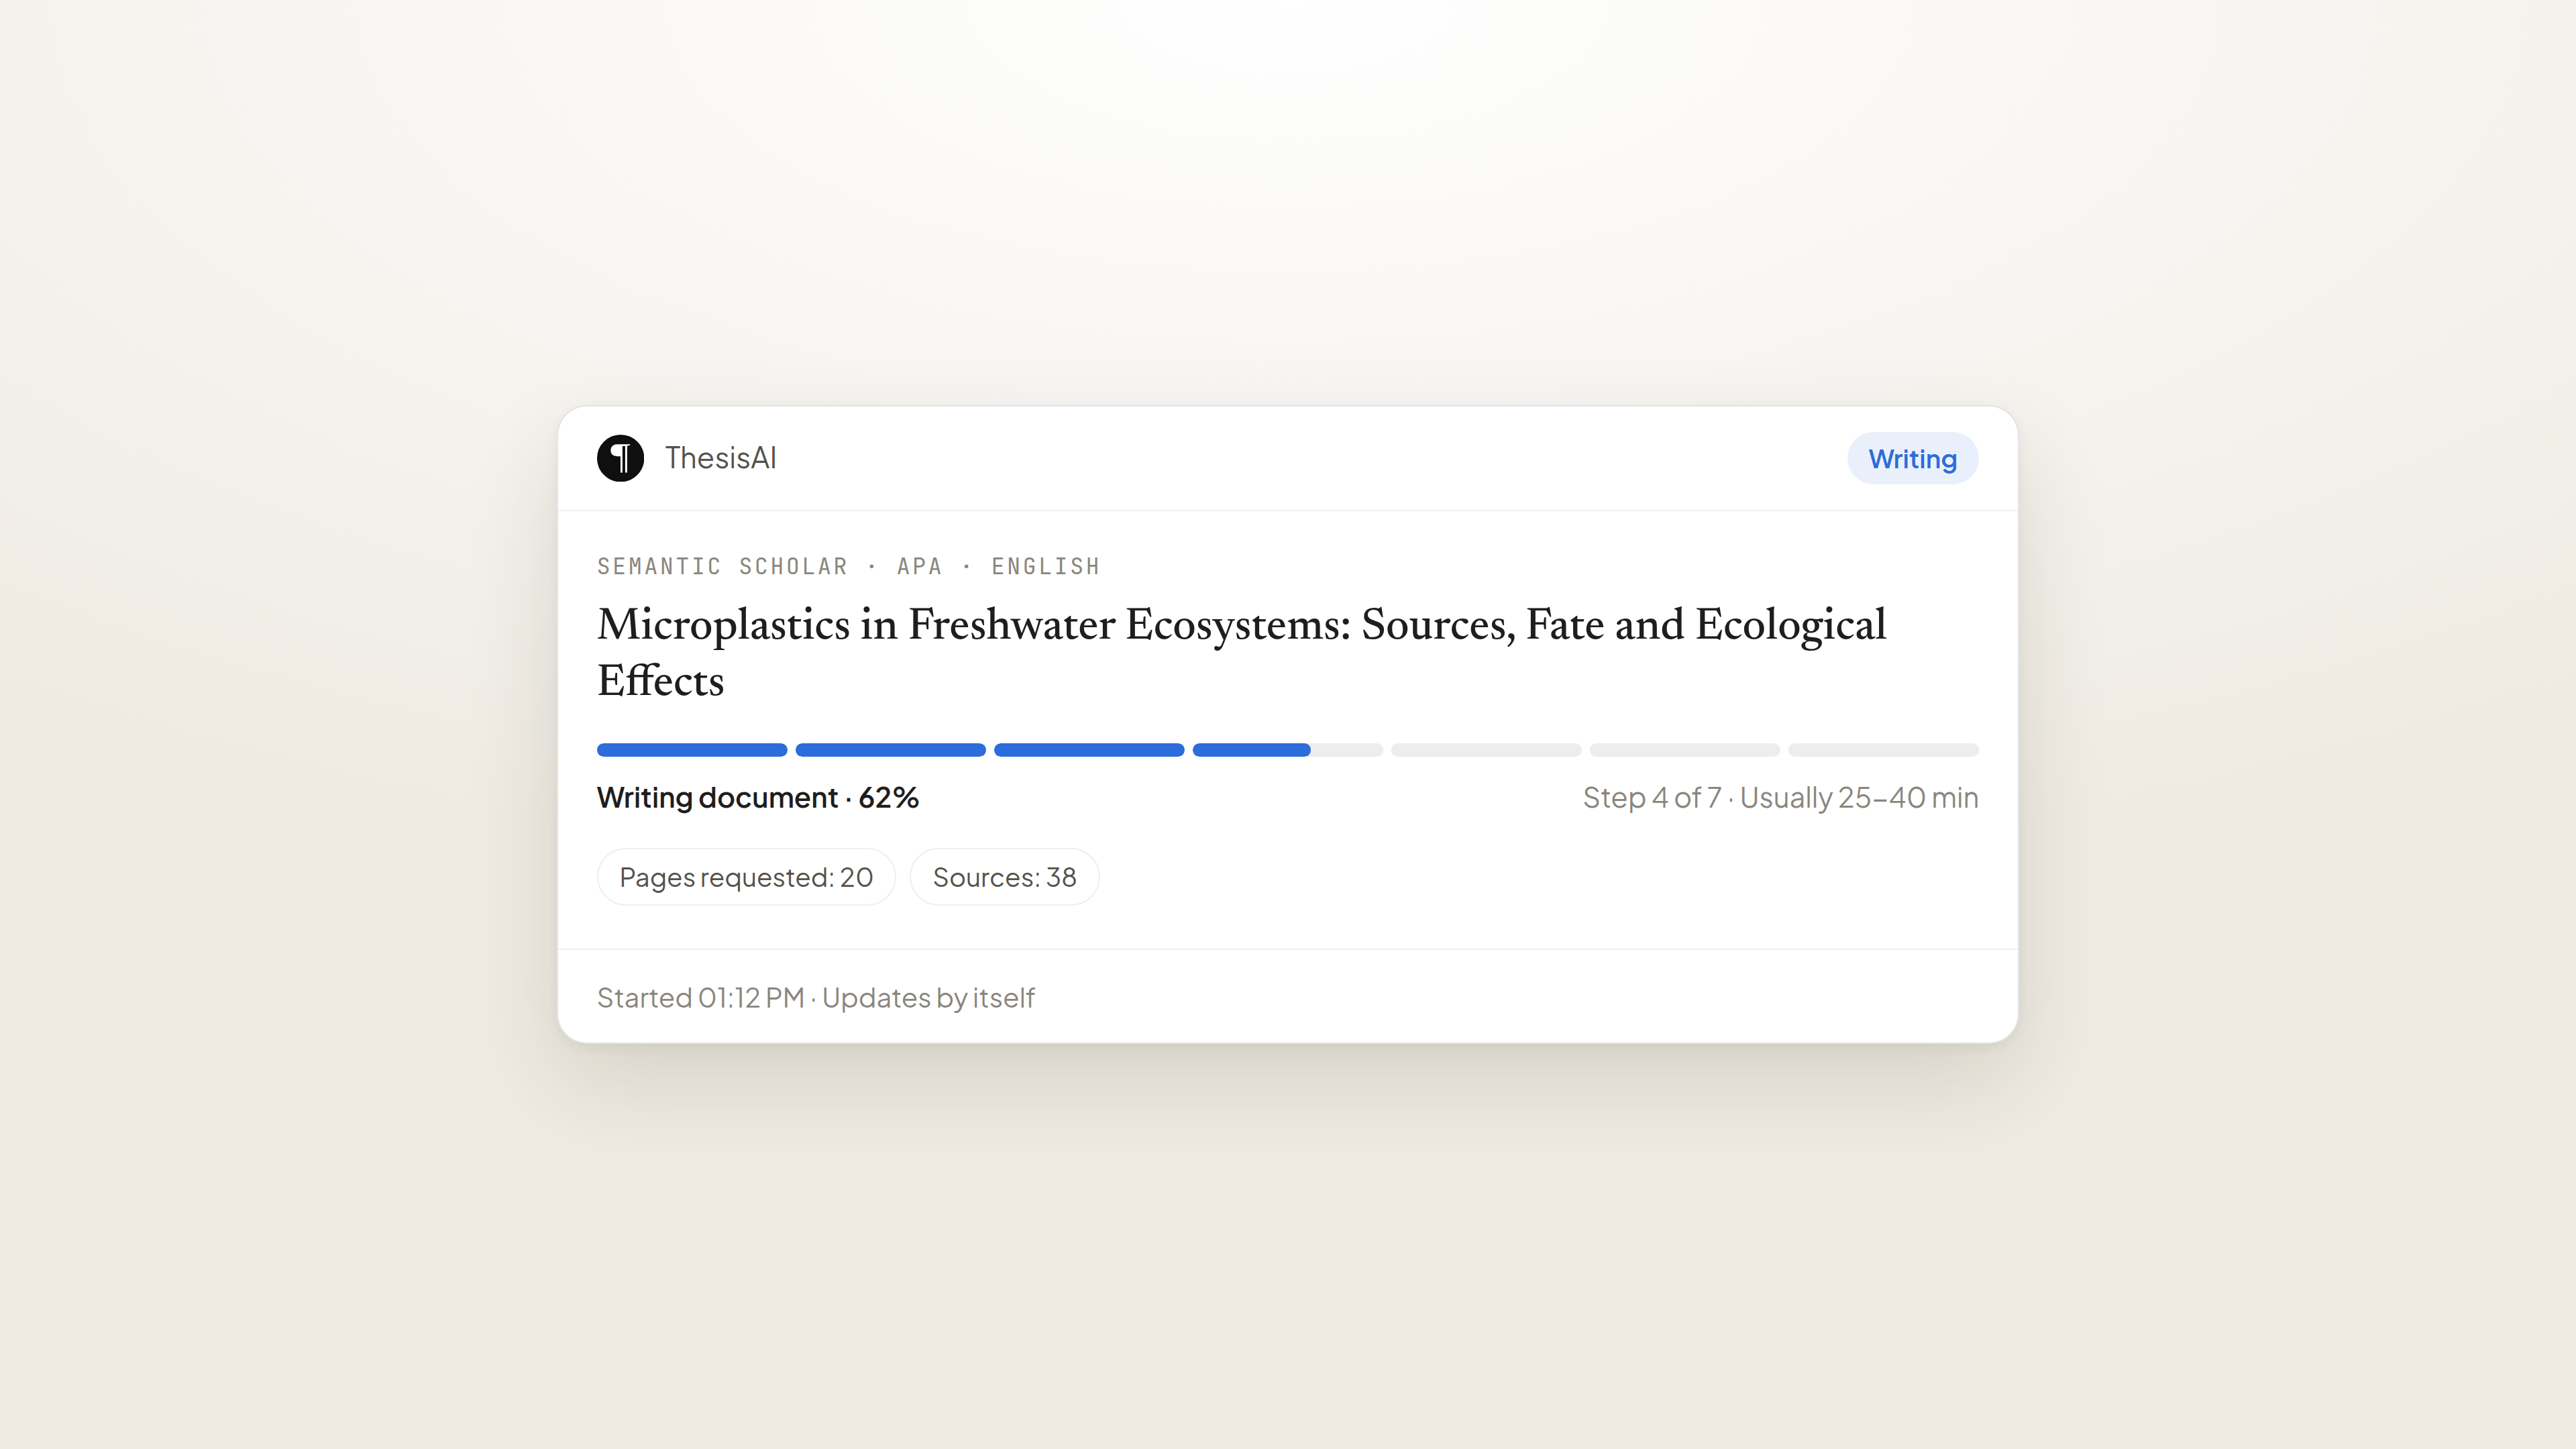 ThesisAI
Writing
SEMANTIC SCHOLAR · APA · ENGLISH
Microplastics in Freshwater Ecosystems: Sources, Fate and Ecological
Effects
Writing document · 62%
Step 4 of 7 · Usually 25–40 min
Pages requested: 20
Sources: 38
Started 01:12 PM · Updates by itself